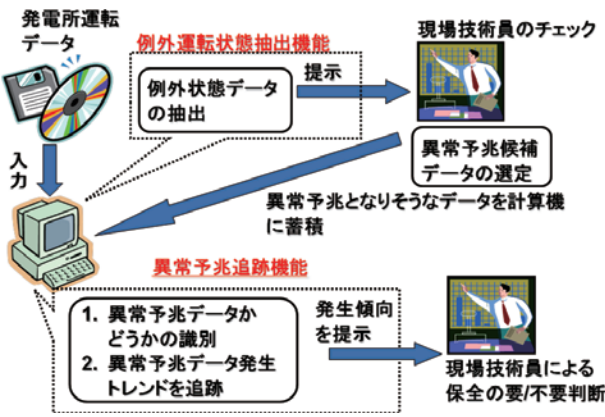 発電所運転
データ
例外運転状態抽出機能
現場技術員のチェック
例外状態データ
の抽出
提示
入
力
異常予兆候補
データの選定
異常予兆となりそうなデータを計算機
に蓄積
異常予兆追跡機能
1. 異常予兆データか
どうかの識別
2. 異常予兆データ発生
トレンドを追跡
発生傾向
を提示
現場技術員による
保全の要/不要判断